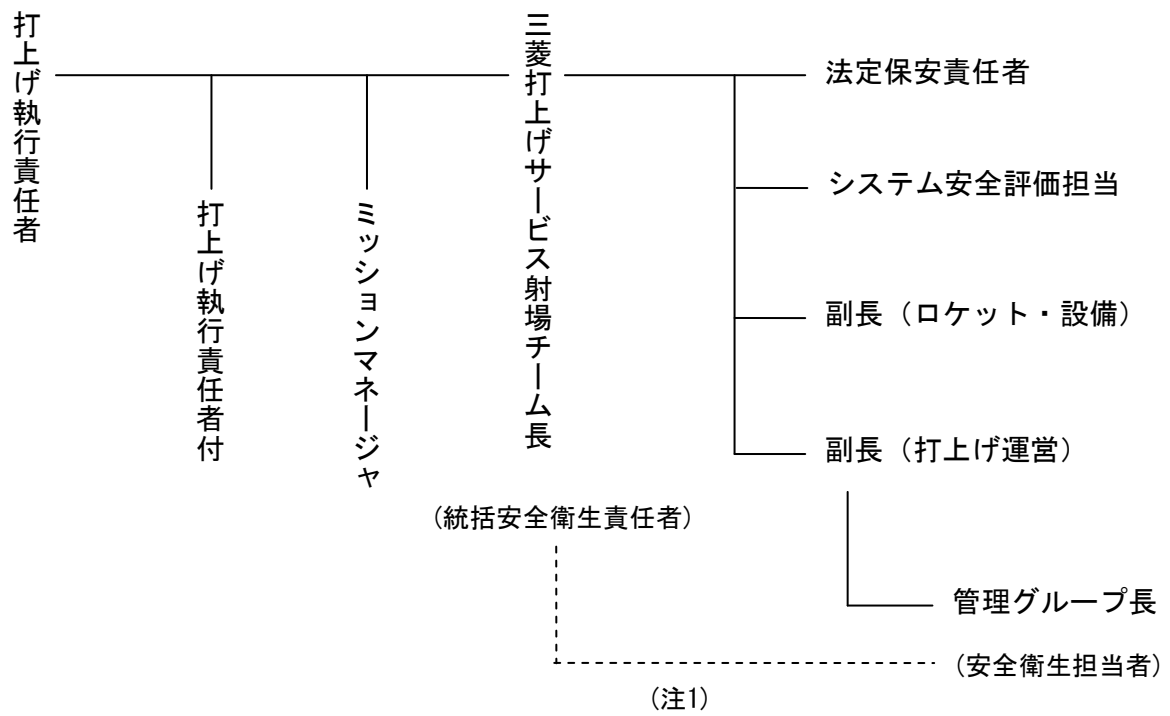 打上げ執行責任者
打上げ執行責任者付
ミッションマネージャ
三菱打上げサービス射場チーム長
(統括安全衛生責任者)
法定保安責任者
システム安全評価担当
副長（ロケット・設備）
副長（打上げ運営）
管理グループ長
(安全衛生担当者)
(注1)